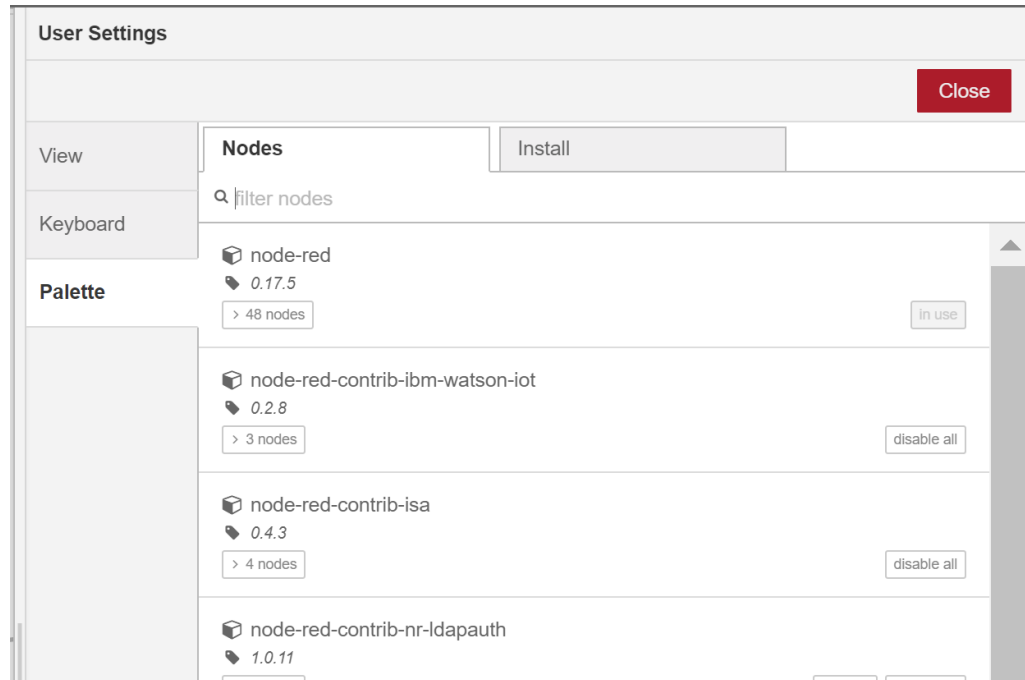 User Settings
Close
View
Keyboard
Palette
Nodes
Install
filter nodes
node-red
0.17.5
> 48 nodes
in use
node-red-contrib-ibm-watson-iot
0.2.8
> 3 nodes
disable all
node-red-contrib-isa
0.4.3
> 4 nodes
disable all
node-red-contrib-nr-ldapauth
1.0.11